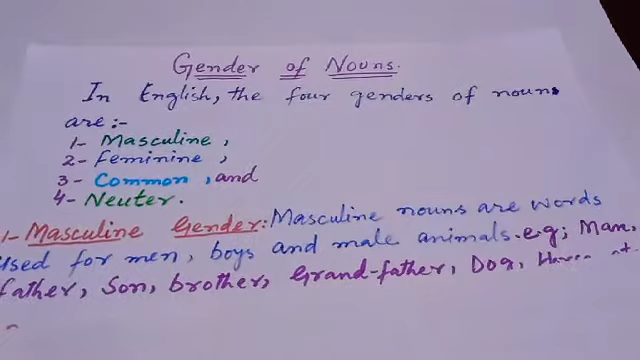 Gender of Nouns.
In English, the four genders of nouns
are :-
1- Masculine,
2- Feminine,
3- Common, and
4- Neuter.
1- Masculine Gender: Masculine nouns are words
used for men, boys and male animals. e.g; Man,
father, Son, brother, Grand-father, Dog,